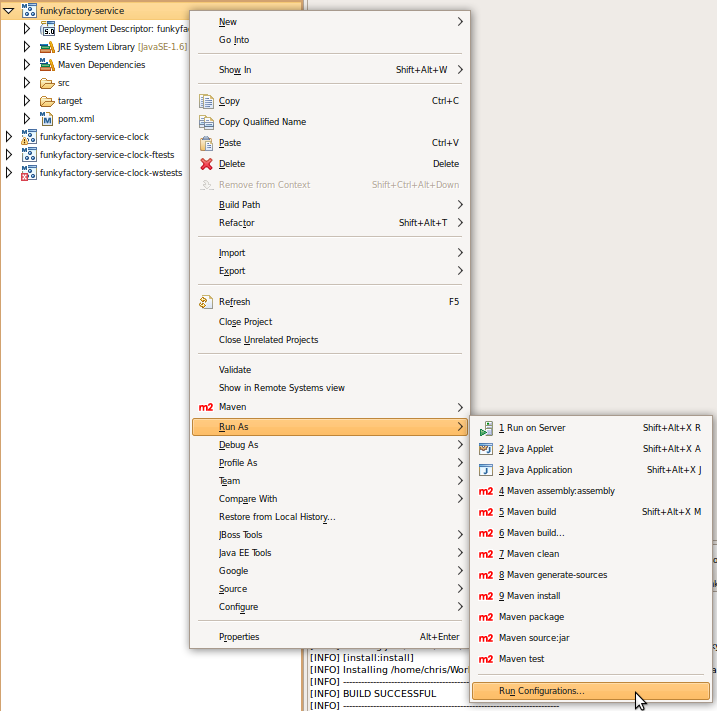 funkyfactory-service
Deployment Descriptor: funkyfa
JRE System Library [JavaSE-1.6]
Maven Dependencies
src
target
pom.xml
funkyfactory-service-clock
funkyfactory-service-clock-ftests
funkyfactory-service-clock-wstests
New
Go Into
Show In Shift+Alt+W
Copy Ctrl+C
Copy Qualified Name
Paste Ctrl+V
Delete Delete
Remove from Context Shift+Ctrl+Alt+Down
Build Path
Refactor Shift+Alt+T
Import
Export
Refresh F5
Close Project
Close Unrelated Projects
Validate
Show in Remote Systems view
m2 Maven
Run As
Debug As
Profile As
Team
Compare With
Restore from Local History...
JBoss Tools
Java EE Tools
Google
Source
Configure
Properties Alt+Enter
1 Run on Server Shift+Alt+X R
2 Java Applet Shift+Alt+X A
3 Java Application Shift+Alt+X J
m2 4 Maven assembly:assembly
m2 5 Maven build Shift+Alt+X M
m2 6 Maven build...
m2 7 Maven clean
m2 8 Maven generate-sources
m2 9 Maven install
m2 Maven package
m2 Maven source:jar
m2 Maven test
Run Configurations...
[INFO] [install:install]
[INFO] Installing /home/chris/Wor
[INFO] ------------------------------------------------------------------------
[INFO] BUILD SUCCESSFUL
[INFO] ------------------------------------------------------------------------